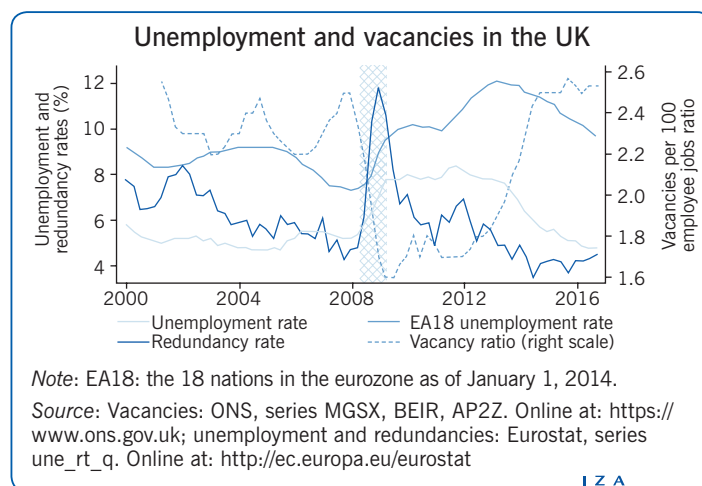 Unemployment and vacancies in the UK
Unemployment and
redundancy rates (%)
12
10
8
6
4
2.6
2.4
2.2
2.0
1.8
1.6
Vacancies per 100
employee jobs ratio
2000 2004 2008 2012 2016
Unemployment rate EA18 unemployment rate
Redundancy rate Vacancy ratio (right scale)
Note: EA18: the 18 nations in the eurozone as of January 1, 2014.
Source: Vacancies: ONS, series MGSX, BEIR, AP2Z. Online at: https://
www.ons.gov.uk; unemployment and redundancies: Eurostat, series
une_rt_q. Online at: http://ec.europa.eu/eurostat
I Z A